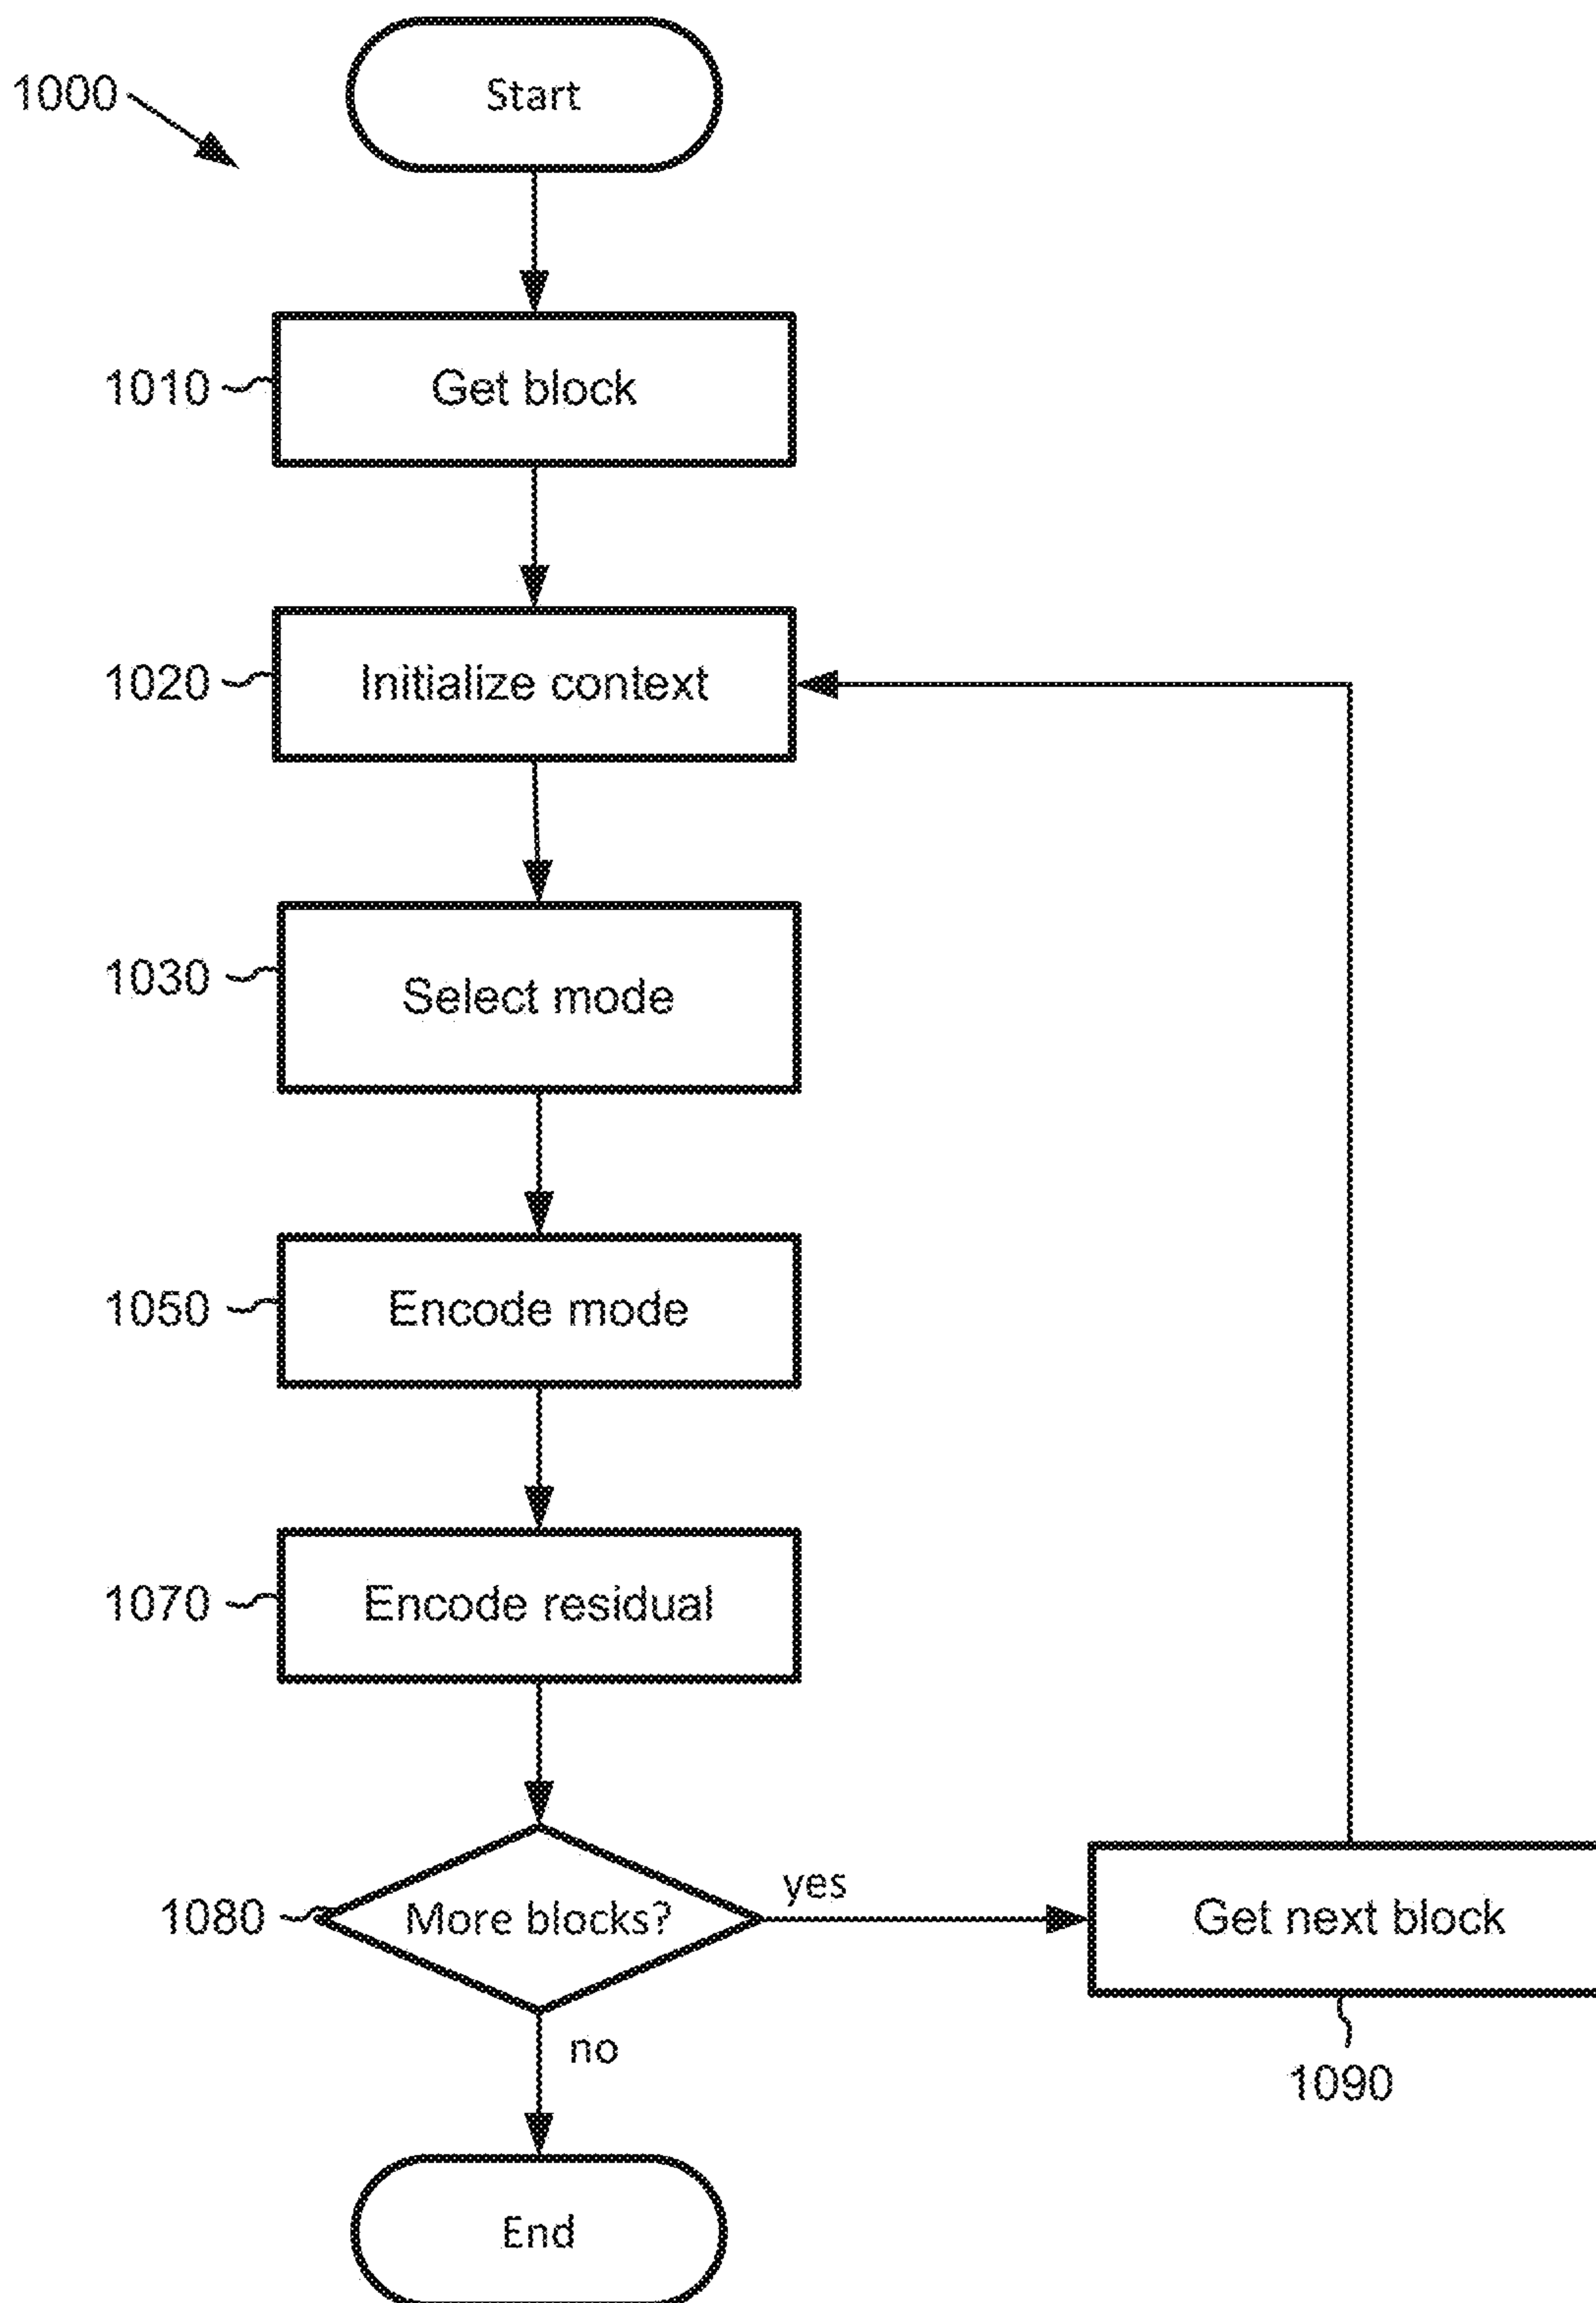 1000
Start
1010
Get block
1020
Initialize context
1030
Select mode
1050
Encode mode
1070
Encode residual
1080
More blocks?
yes
Get next block
1090
no
End